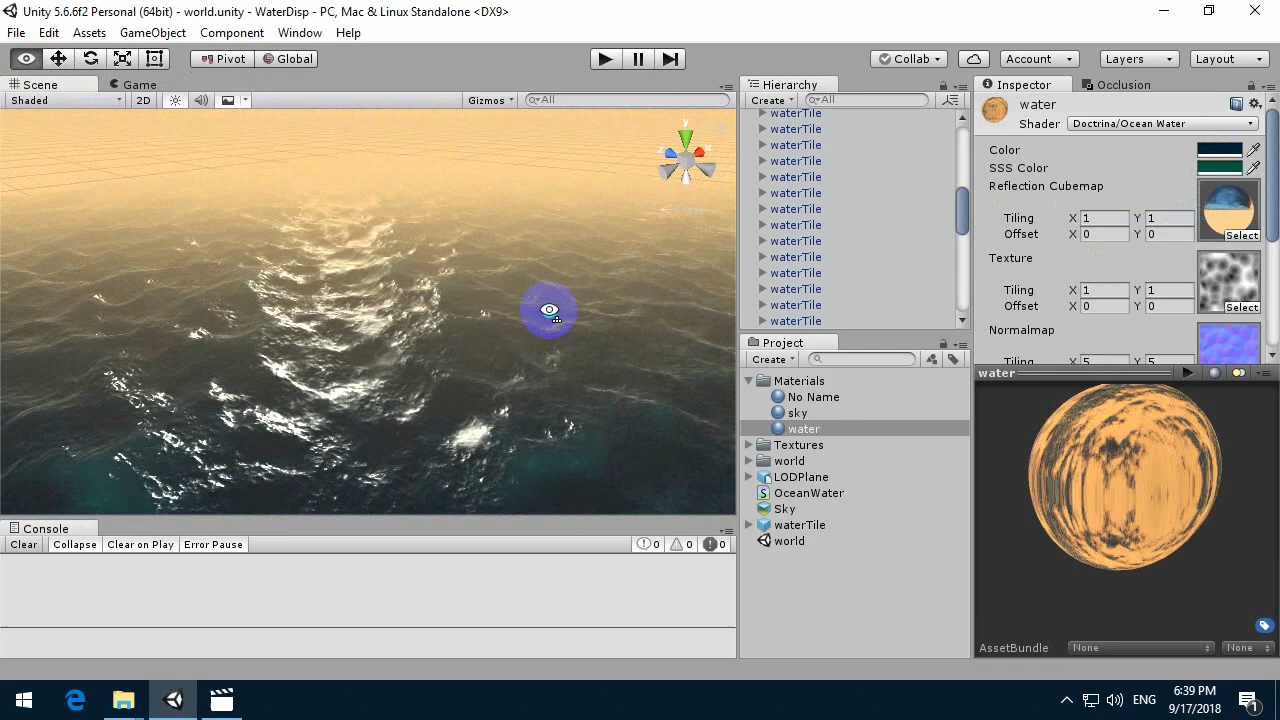 Unity 5.6.6f2 Personal (64bit) - world.unity - WaterDisp - PC, Mac & Linux Standalone <DX9>
File Edit Assets GameObject Component Window Help
Pivot Global Collab Account Layers Layout
Scene Game Hierarchy Inspector Occlusion
Shaded 2D Gizmos All Create All
water
Shader Doctrina/Ocean Water
waterTile
waterTile
waterTile
waterTile
waterTile
waterTile
waterTile
waterTile
waterTile
waterTile
waterTile
waterTile
waterTile
waterTile
y
z
x
Color
SSS Color
Reflection Cubemap
Tiling X 1 Y 1
Offset X 0 Y 0
Select
Texture
Tiling X 1 Y 1
Offset X 0 Y 0
Select
Normalmap
Tiling X 5 Y 5
Project
Create
Materials
No Name
sky
water
Textures
world
LODPlane
OceanWater
Sky
waterTile
world
water
AssetBundle None None
Console
Clear Collapse Clear on Play Error Pause 0 0 0
ENG 6:39 PM
9/17/2018 1